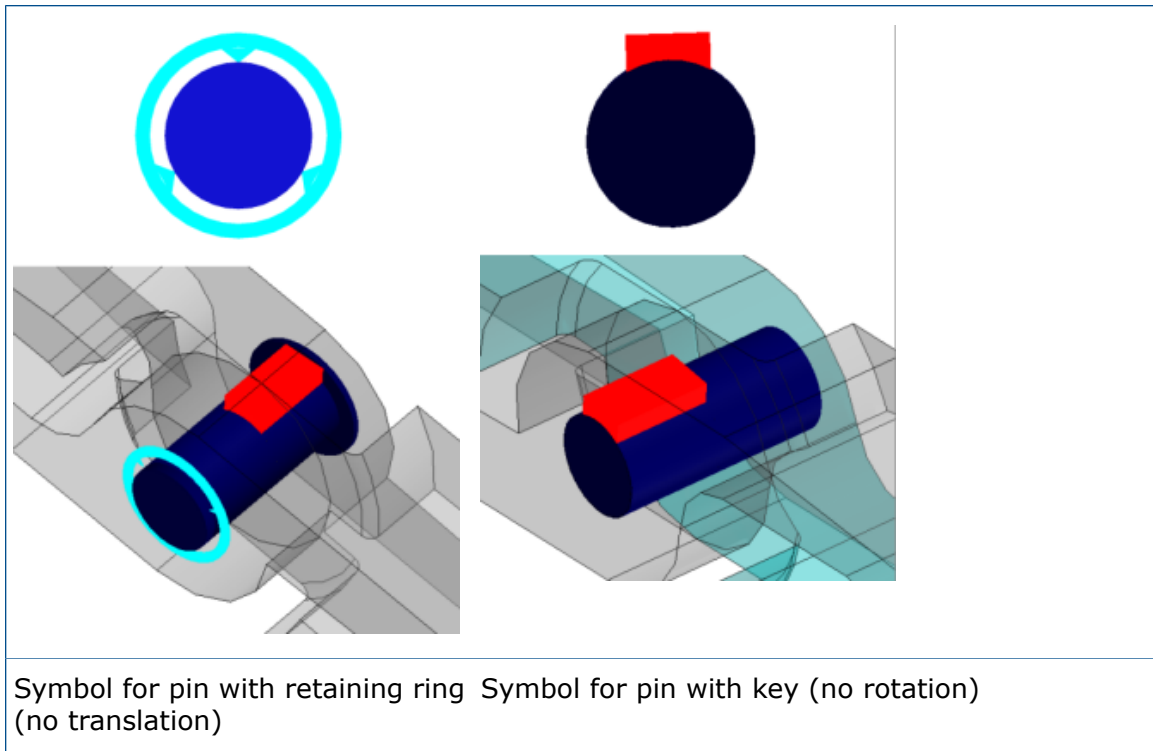 Symbol for pin with retaining ring
(no translation)
Symbol for pin with key (no rotation)